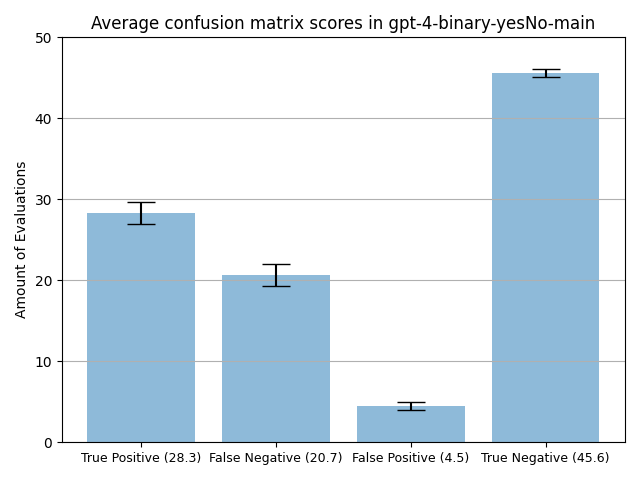 Average confusion matrix scores in gpt-4-binary-yesNo-main
50
40
30
20
10
0
Amount of Evaluations
True Positive (28.3) False Negative (20.7) False Positive (4.5) True Negative (45.6)